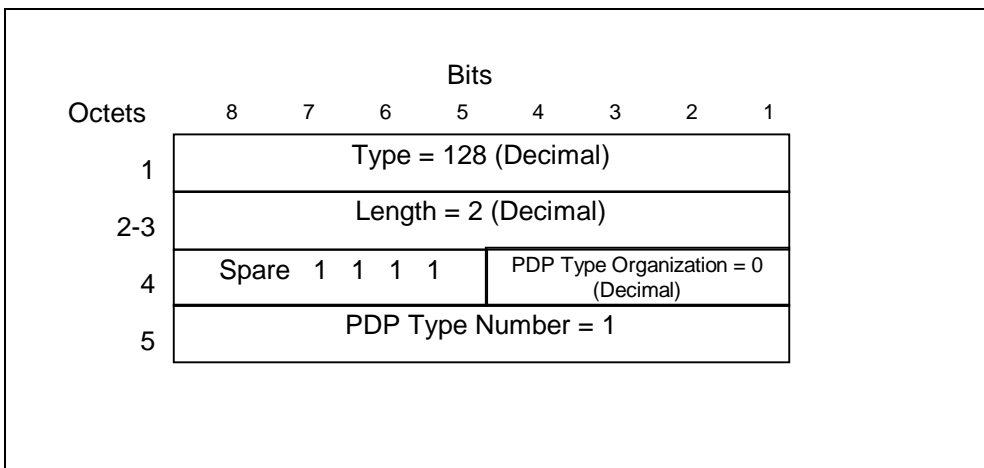 Bits
Octets 8 7 6 5 4 3 2 1
1 Type = 128 (Decimal)
2-3 Length = 2 (Decimal)
4 Spare 1 1 1 1 PDP Type Organization = 0
(Decimal)
5 PDP Type Number = 1